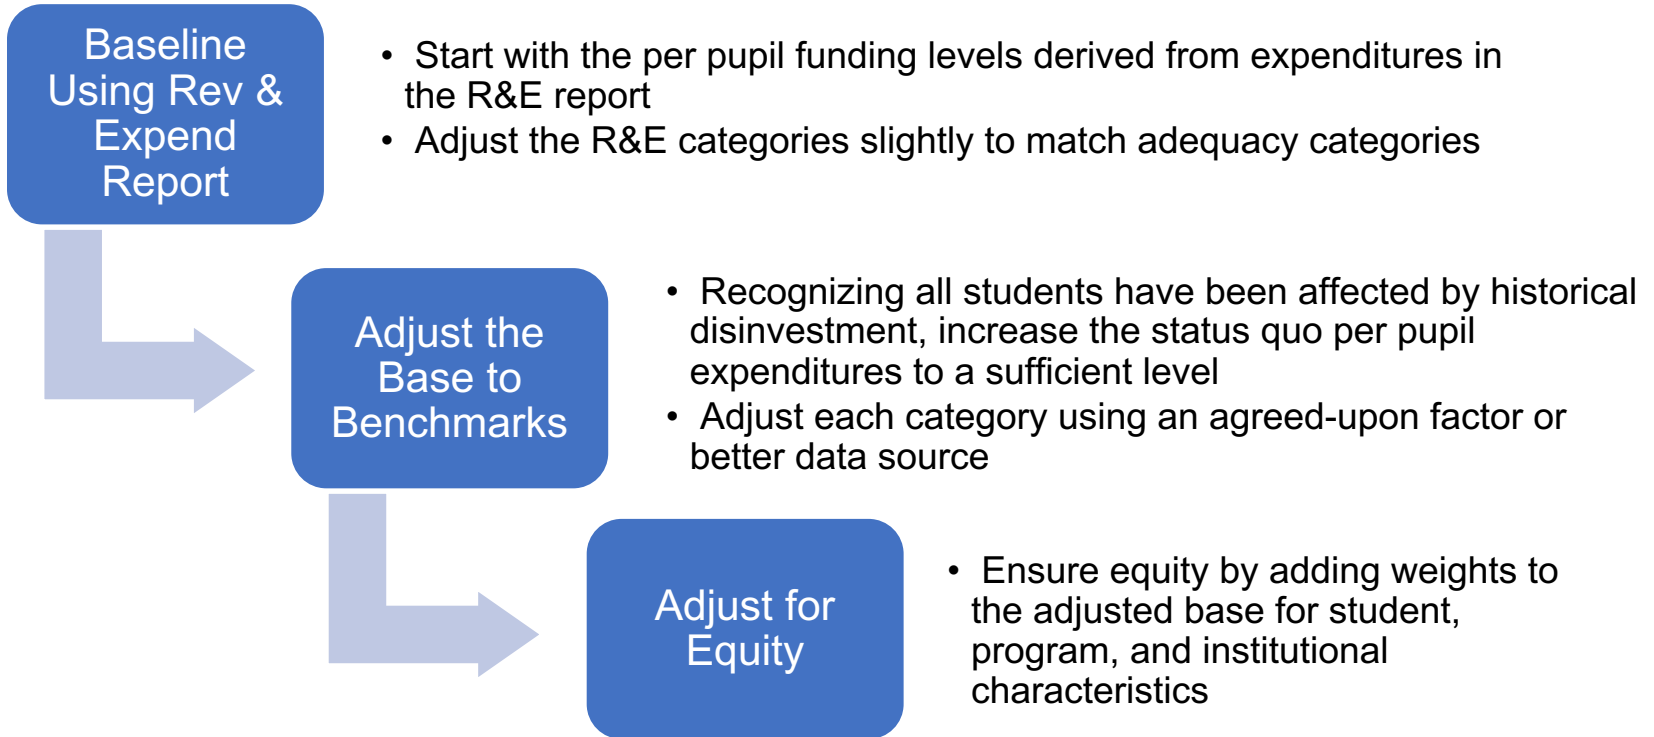 Baseline
Using Rev &
Expend
Report
• Start with the per pupil funding levels derived from expenditures in
the R&E report
• Adjust the R&E categories slightly to match adequacy categories
Adjust the
Base to
Benchmarks
• Recognizing all students have been affected by historical
disinvestment, increase the status quo per pupil
expenditures to a sufficient level
• Adjust each category using an agreed-upon factor or
better data source
Adjust for
Equity
• Ensure equity by adding weights to
the adjusted base for student,
program, and institutional
characteristics